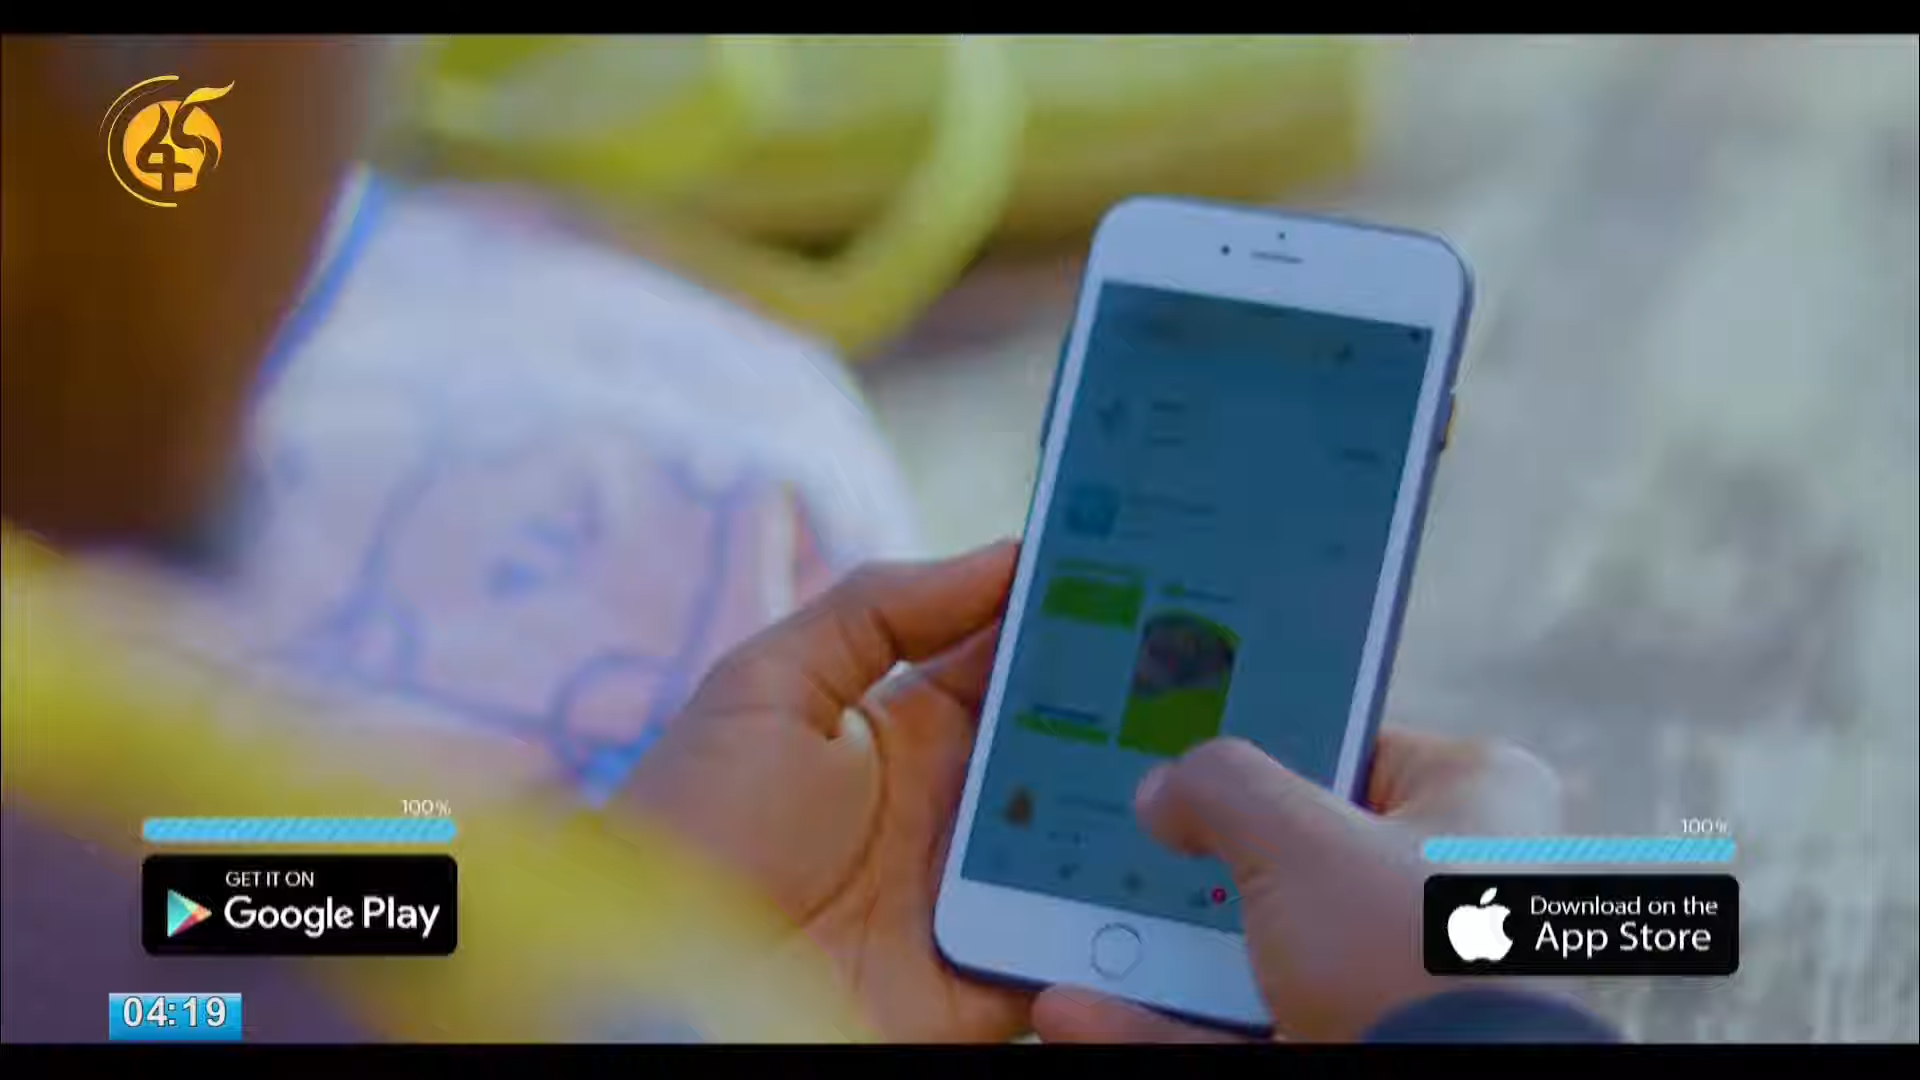 100%
GET IT ON
Google Play
100%
Download on the
App Store
04:19